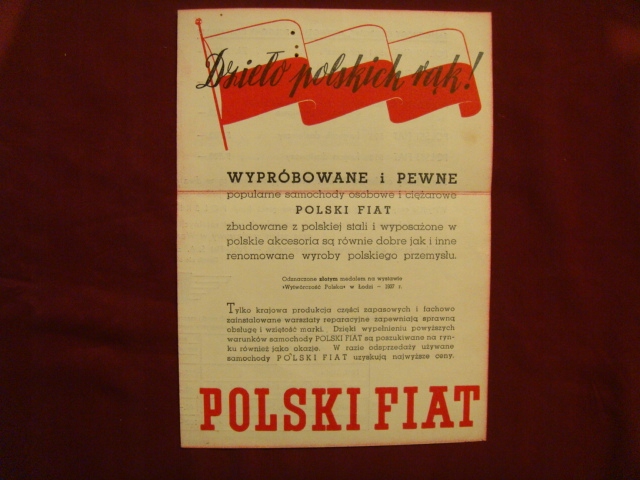 Dzieło polskich rąk!
WYPRÓBOWANE i PEWNE
popularne samochody osobowe i ciężarowe
POLSKI FIAT
zbudowane z polskiej stali i wyposażone w
polskie akcesoria są równie dobre jak i inne
renomowane wyroby polskiego przemysłu.
Odznaczone złotym medalem na wystawie
»Wytwórczość Polska« w Łodzi – 1937 r.
Tylko krajowa produkcja części zapasowych i fachowo
zainstalowane warsztaty reparacyjne zapewniają sprawną
obsługę i wziętość marki. Dzięki wypełnieniu powyższych
warunków samochody POLSKI FIAT są poszukiwane na ryn-
ku również jako okazje. W razie odsprzedaży używane
samochody POLSKI FIAT uzyskują najwyższe ceny.
POLSKI FIAT